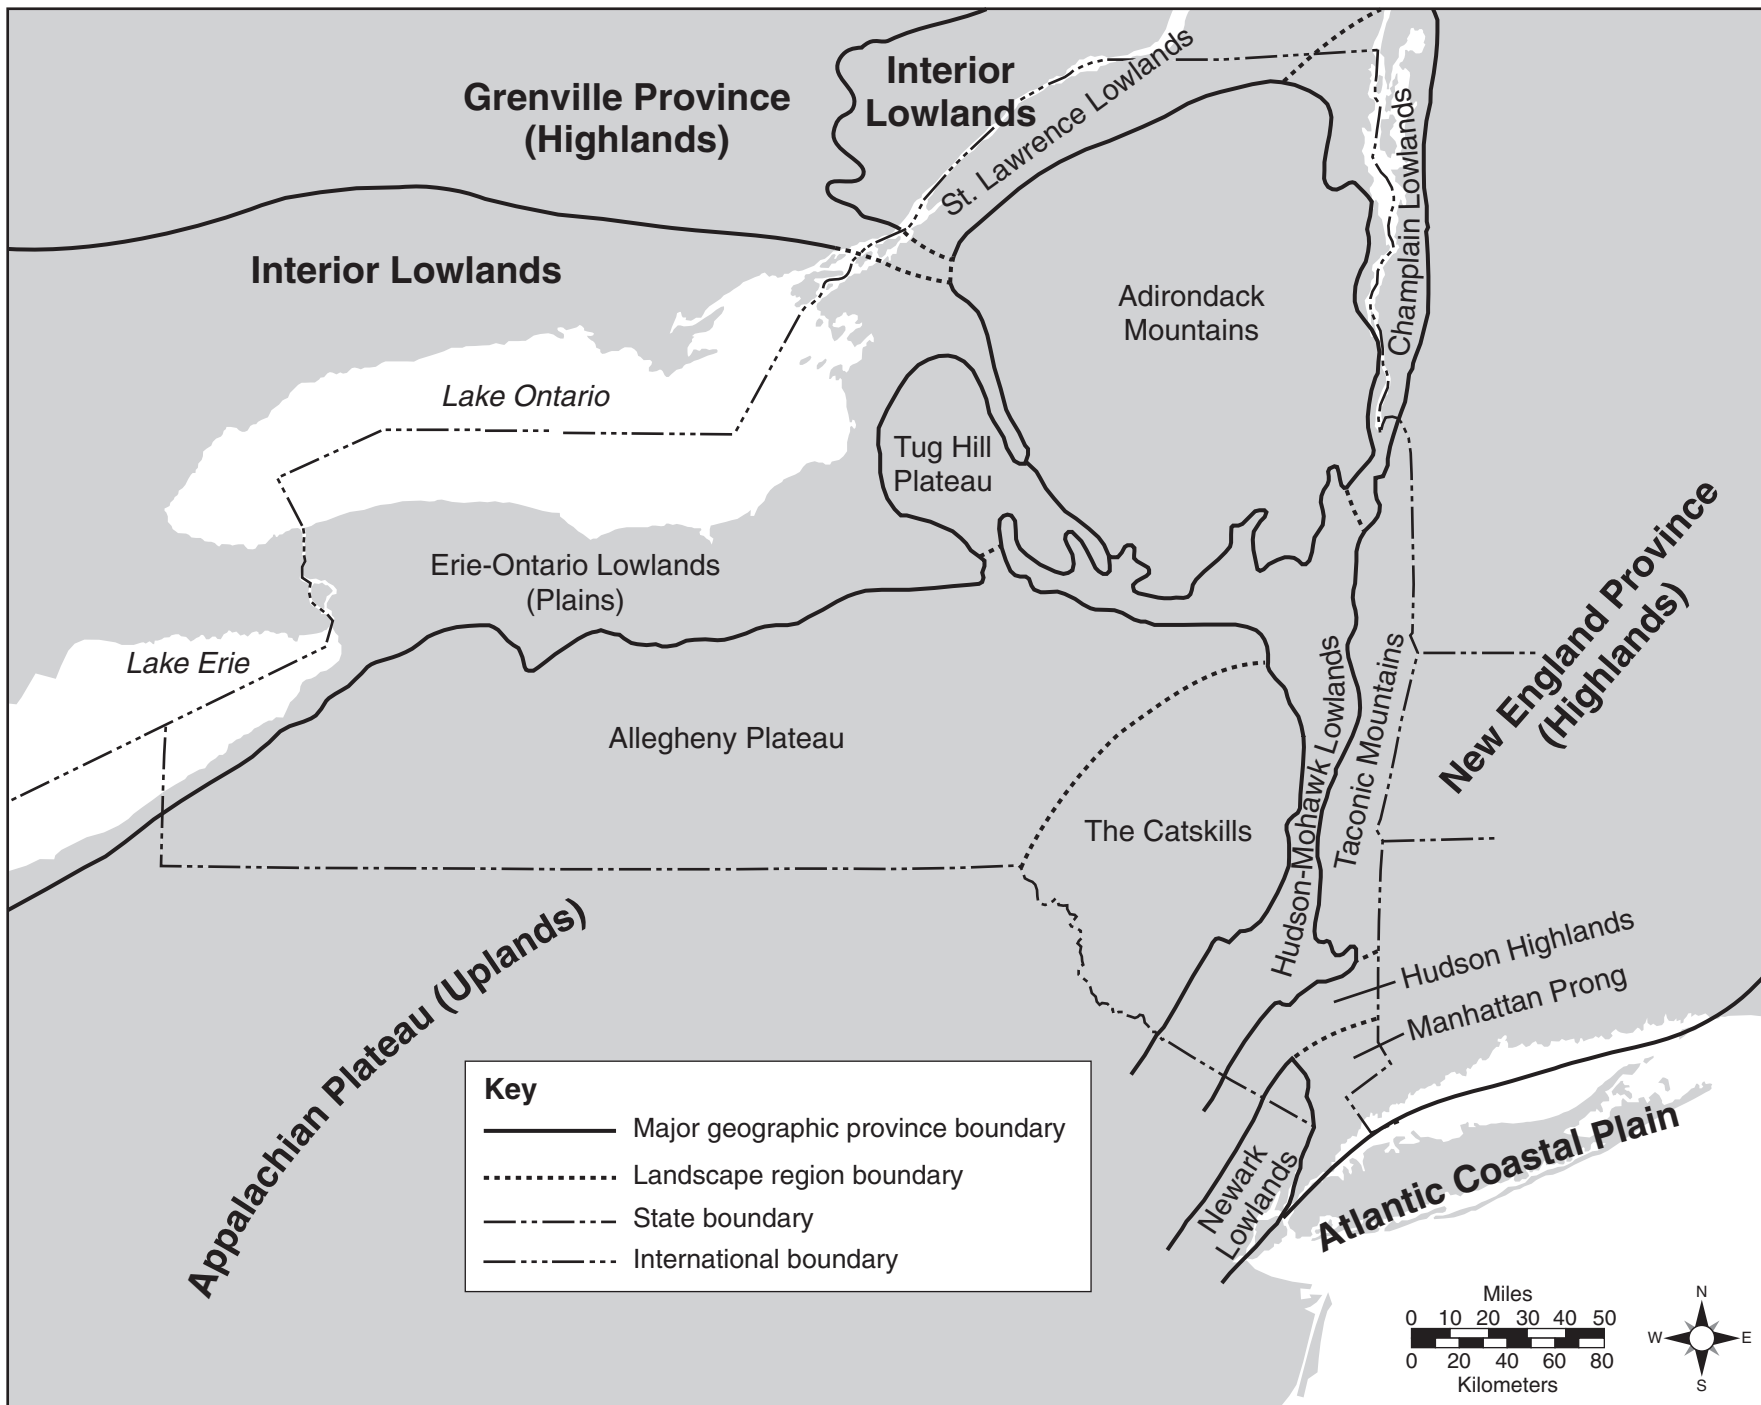 Grenville Province
(Highlands)
Interior
Lowlands
St. Lawrence Lowlands
Champlain Lowlands
Interior Lowlands
Adirondack
Mountains
Lake Ontario
Tug Hill
Plateau
Erie-Ontario Lowlands
(Plains)
New England Province
(Highlands)
Lake Erie
Allegheny Plateau
Hudson-Mohawk Lowlands
Taconic Mountains
The Catskills
Hudson Highlands
Manhattan Prong
Appalachian Plateau (Uplands)
Newark
Lowlands
Atlantic Coastal Plain
Key
Major geographic province boundary
Landscape region boundary
State boundary
International boundary
Miles
0 10 20 30 40 50
0 20 40 60 80
Kilometers
N
W E
S